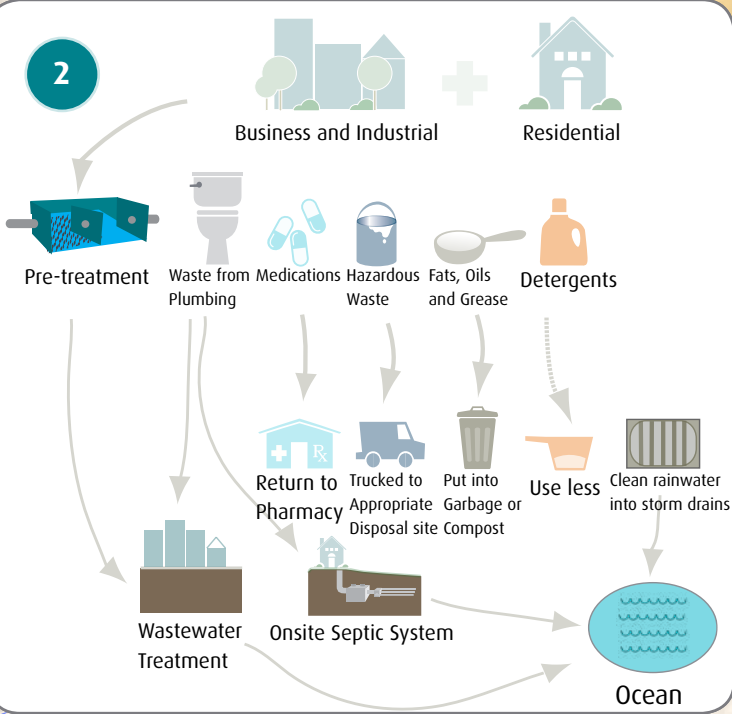 2
Business and Industrial
Residential
Pre-treatment
Waste from
Plumbing
Medications
Hazardous
Waste
Fats, Oils
and Grease
Detergents
Rx
Return to
Pharmacy
Trucked to
Appropriate
Disposal site
Put into
Garbage or
Compost
Use less
Clean rainwater
into storm drains
Wastewater
Treatment
Onsite Septic System
Ocean